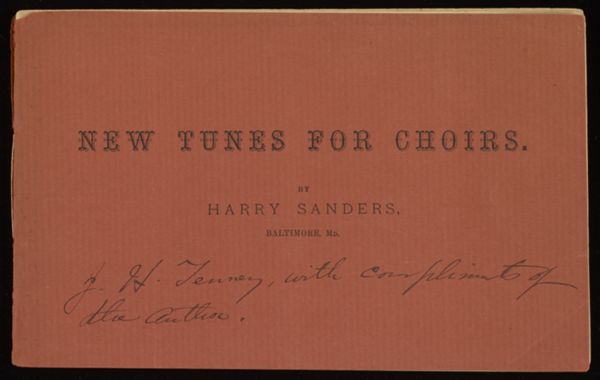 NEW TUNES FOR CHOIRS.
BY
HARRY SANDERS,
BALTIMORE, MD.
J. H. Tenney, with compliments of
the author.